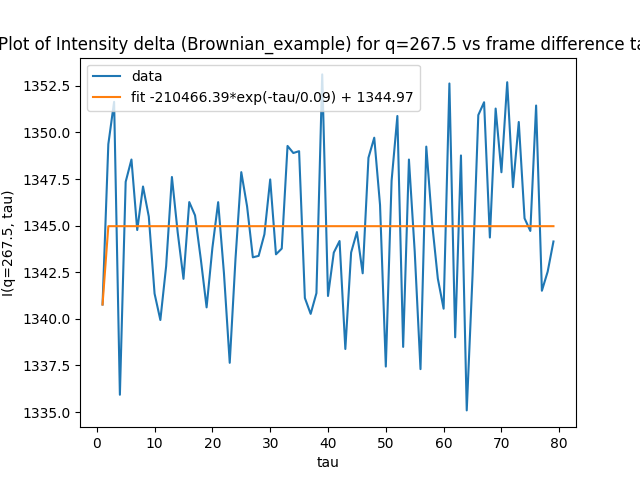 Plot of Intensity delta (Brownian_example) for q=267.5 vs frame difference ta
data
fit -210466.39*exp(-tau/0.09) + 1344.97
I(q=267.5, tau)
1352.5
1350.0
1347.5
1345.0
1342.5
1340.0
1337.5
1335.0
0 10 20 30 40 50 60 70 80
tau